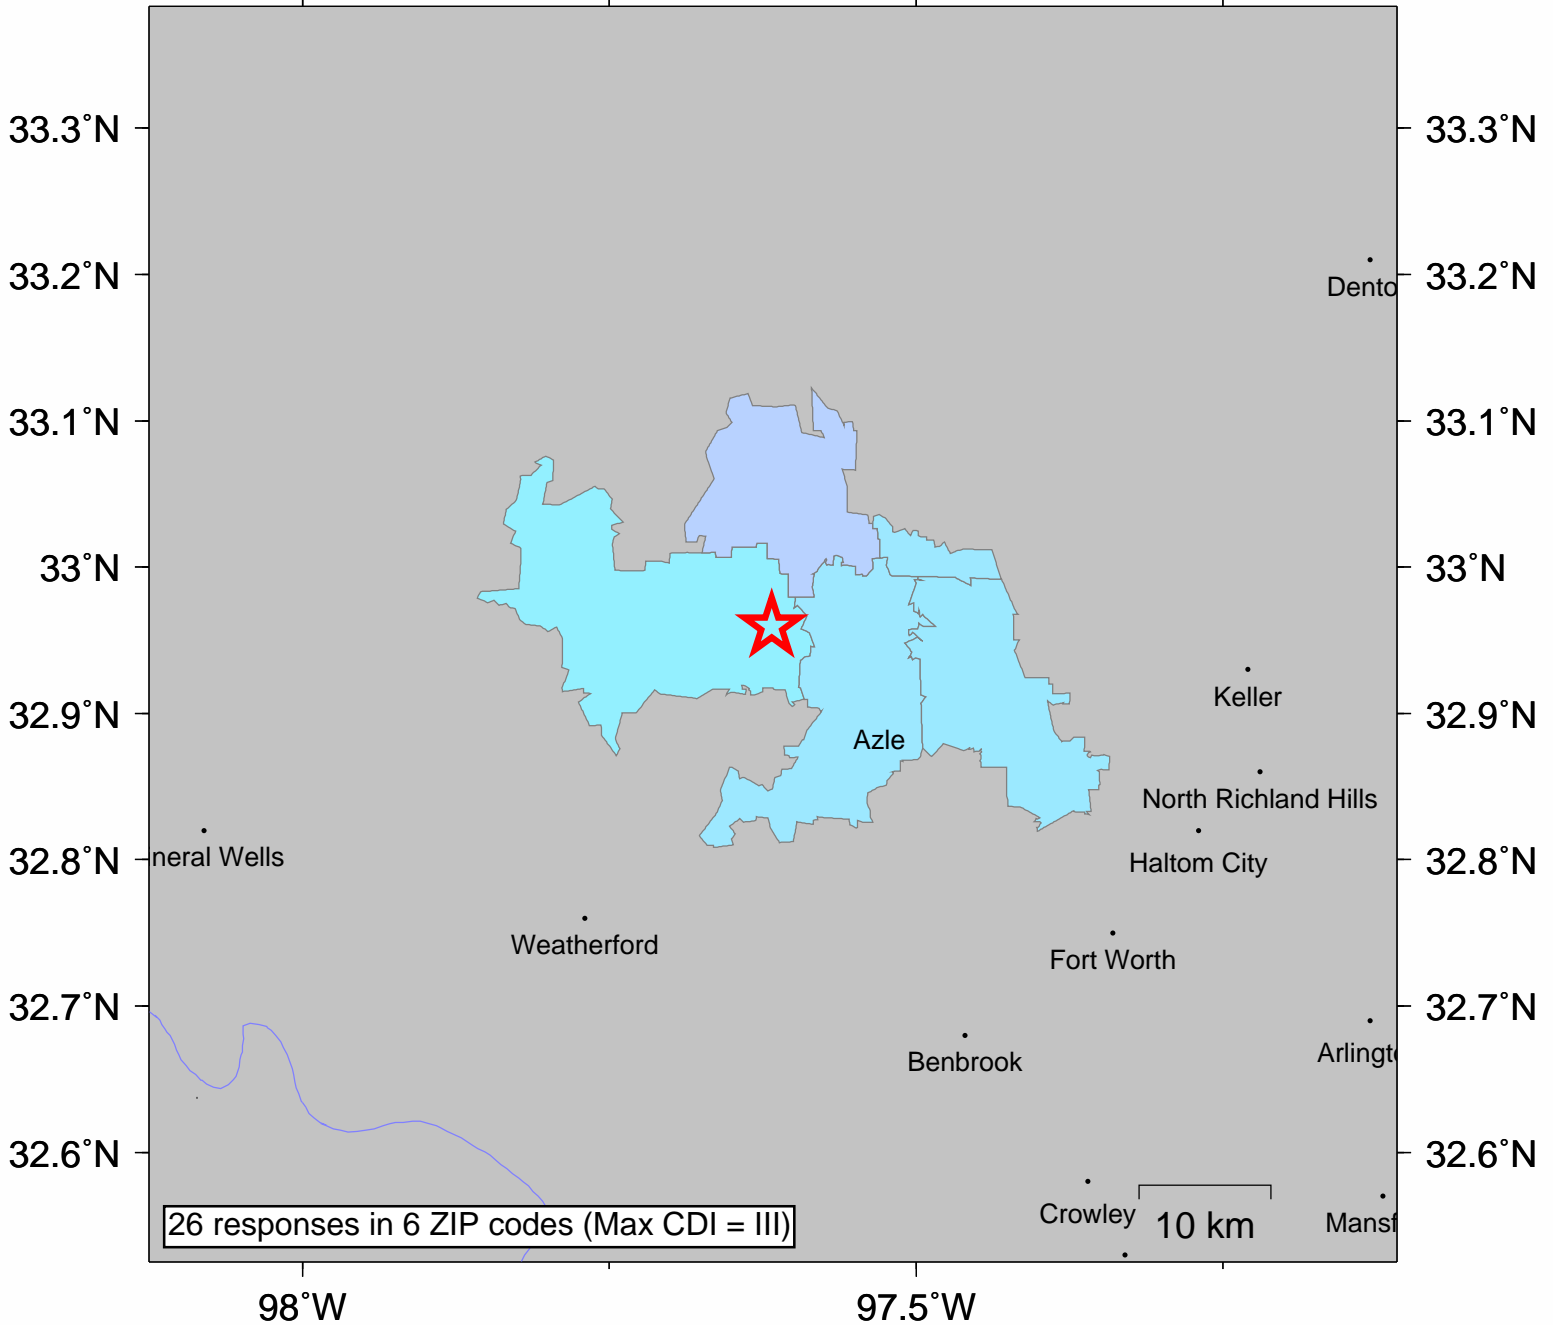 33.3°N
33.3°N
33.2°N
Dento
33.2°N
33.1°N
33.1°N
33°N
33°N
Keller
32.9°N
32.9°N
Azle
North Richland Hills
32.8°N
neral Wells
Haltom City
32.8°N
Weatherford
Fort Worth
32.7°N
32.7°N
Benbrook
Arlingto
32.6°N
32.6°N
Crowley
10 km
Mansf
26 responses in 6 ZIP codes (Max CDI = III)
98°W
97.5°W